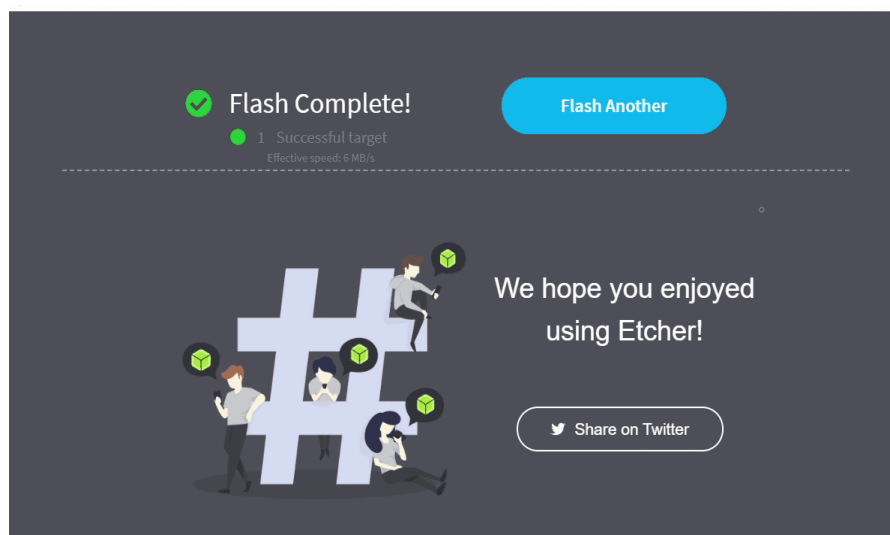 Flash Complete!
Flash Another
1 Successful target
Effective speed: 6 MB/s
We hope you enjoyed
using Etcher!
Share on Twitter